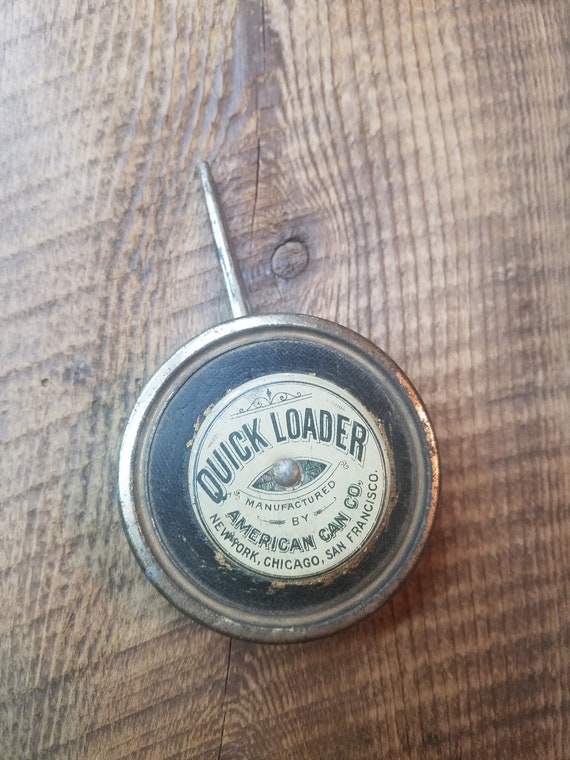 QUICK LOADER
MANUFACTURED
BY
AMERICAN CAN CO.
NEW YORK, CHICAGO, SAN FRANCISCO.